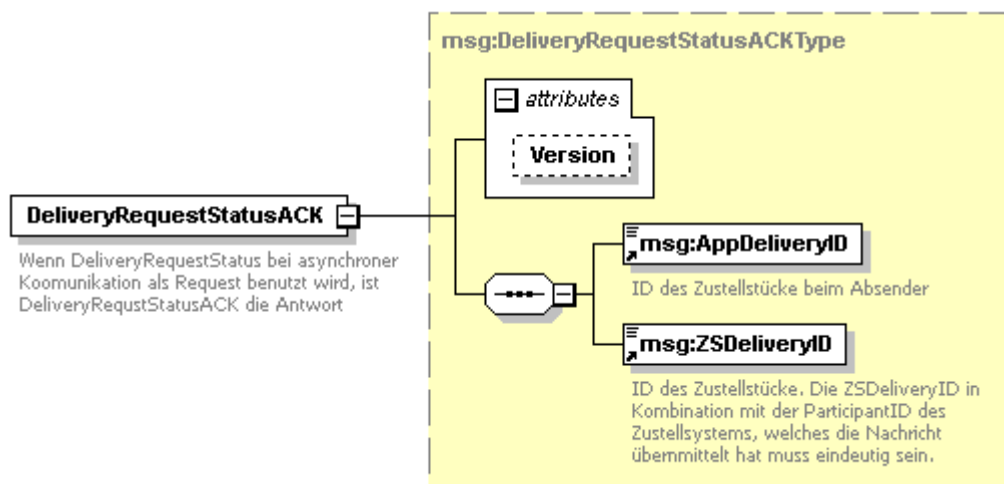 msg:DeliveryRequestStatusACKType
attributes
Version
DeliveryRequestStatusACK
Wenn DeliveryRequestStatus bei asynchroner
Koomunikation als Request benutzt wird, ist
DeliveryRequstStatusACK die Antwort
msg:AppDeliveryID
ID des Zustellstücke beim Absender
msg:ZSDeliveryID
ID des Zustellstücke. Die ZSDeliveryID in
Kombination mit der ParticipantID des
Zustellsystems, welches die Nachricht
übernmittelt hat muss eindeutig sein.